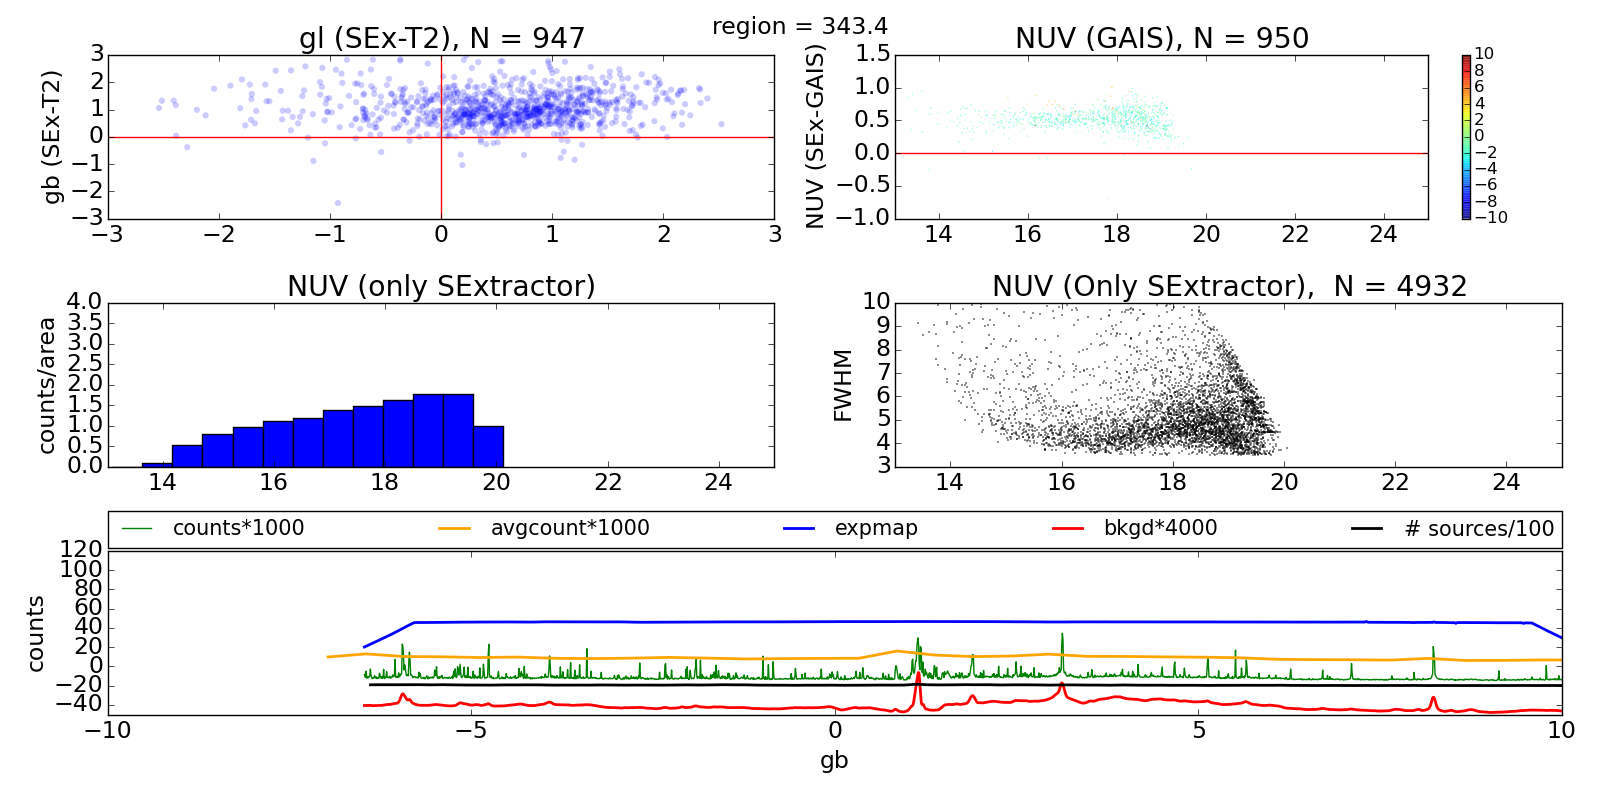 region = 343.4
gl (SEx-T2), N = 947
gb (SEx-T2)
3
2
1
0
−1
−2
−3
−3 −2 −1 0 1 2 3
NUV (GAIS), N = 950
NUV (SEx-GAIS)
1.5
1.0
0.5
0.0
−0.5
−1.0
14 16 18 20 22 24
10
8
6
4
2
0
−2
−4
−6
−8
−10
NUV (only SExtractor)
counts/area
4.0
3.5
3.0
2.5
2.0
1.5
1.0
0.5
0.0
14 16 18 20 22 24
NUV (Only SExtractor),  N = 4932
FWHM
10
9
8
7
6
5
4
3
14 16 18 20 22 24
counts*1000 avgcount*1000 expmap bkgd*4000 # sources/100
counts
120
100
80
60
40
20
0
−20
−40
−10 −5 0 5 10
gb